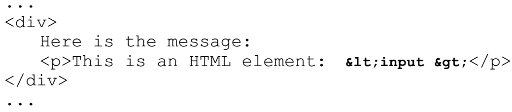 ...
<div>
Here is the message:
<p>This is an HTML element: &lt;input &gt;</p>
</div>
...